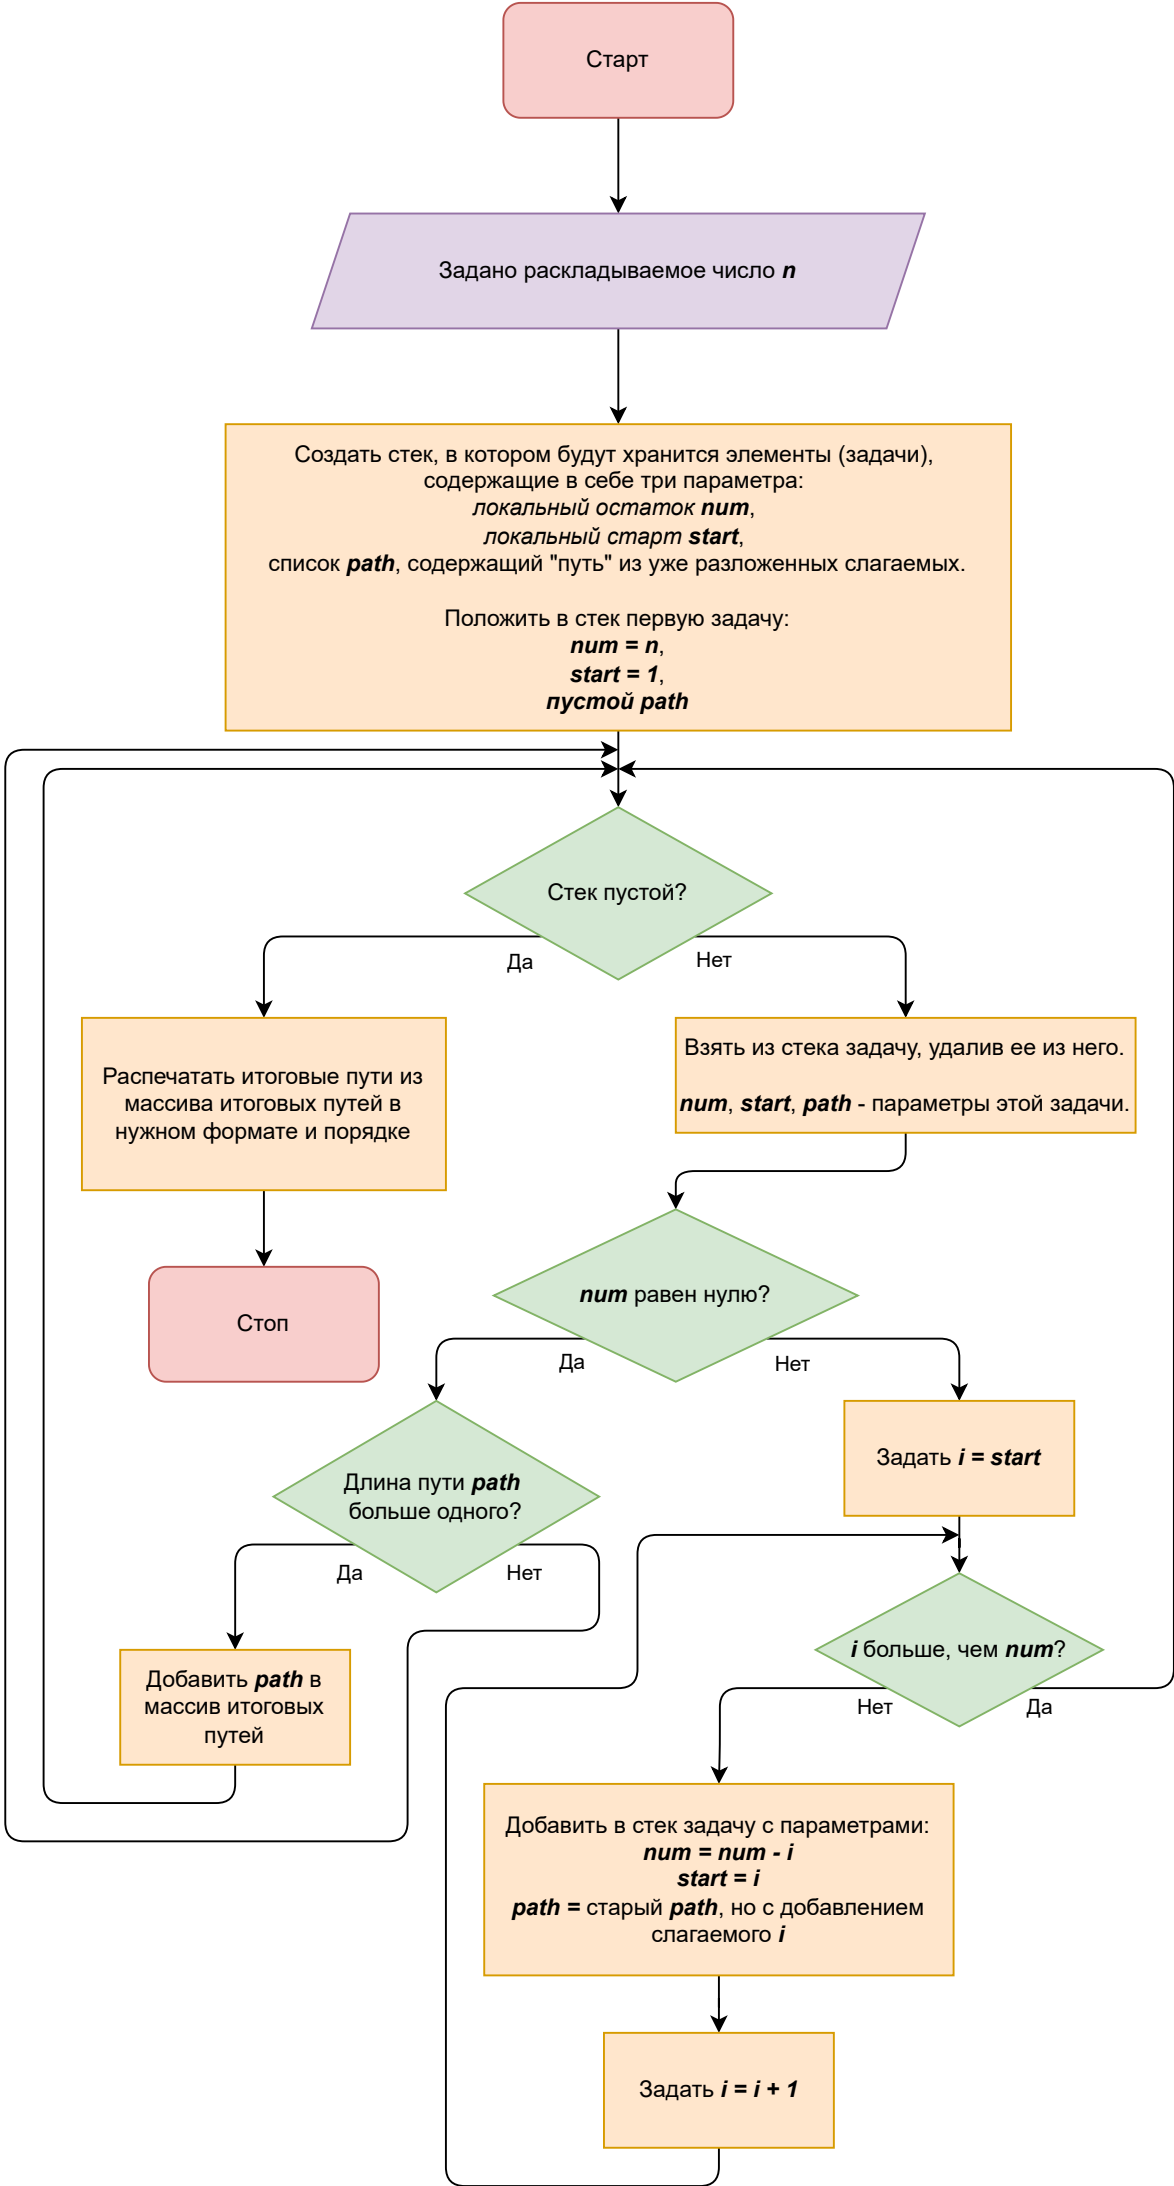 Старт
Задано раскладываемое число n
Создать стек, в котором будут хранится элементы (задачи),
содержащие в себе три параметра:
локальный остаток num,
локальный старт start,
список path, содержащий "путь" из уже разложенных слагаемых.
Положить в стек первую задачу:
num = n,
start = 1,
пустой path
Стек пустой?
Да
Нет
Распечатать итоговые пути из
массива итоговых путей в
нужном формате и порядке
Взять из стека задачу, удалив ее из него.
num, start, path - параметры этой задачи.
Стоп
num равен нулю?
Да
Нет
Длина пути path
больше одного?
Да
Нет
Задать i = start
Добавить path в
массив итоговых
путей
i больше, чем num?
Нет
Да
Добавить в стек задачу с параметрами:
num = num - i
start = i
path = старый path, но с добавлением
слагаемого i
Задать i = i + 1